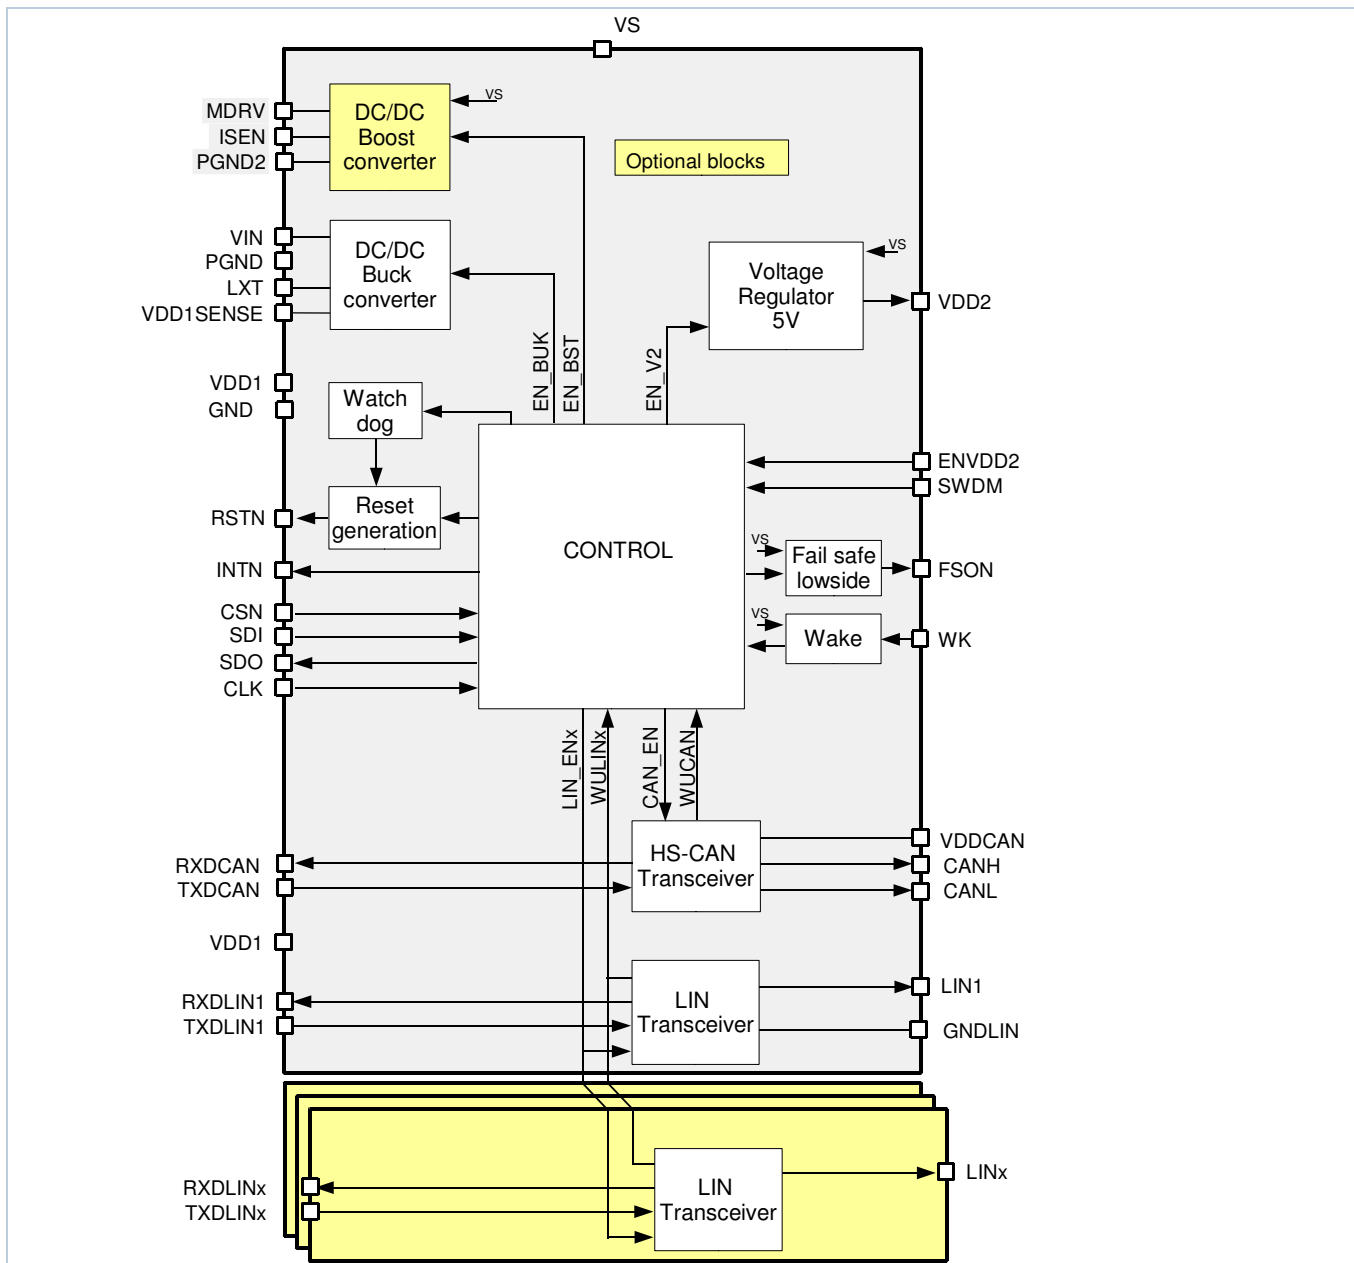 VS
MDRV
ISEN
PGND2
DC/DC
Boost
converter
VS
Optional blocks
VIN
PGND
LXT
VDD1SENSE
DC/DC
Buck
converter
Voltage
Regulator
5V
VS
VDD2
EN_BUK
EN_BST
EN_V2
VDD1
GND
Watch
dog
Reset
generation
RSTN
INTN
CSN
SDI
SDO
CLK
CONTROL
ENVDD2
SWDM
VS
Fail safe
lowside
FSON
VS
Wake
WK
LIN_ENx
WULINx
CAN_EN
WUCAN
RXDCAN
TXDCAN
HS-CAN
Transceiver
VDDCAN
CANH
CANL
VDD1
RXDLIN1
TXDLIN1
LIN
Transceiver
LIN1
GNDLIN
RXDLINx
TXDLINx
LIN
Transceiver
LINx